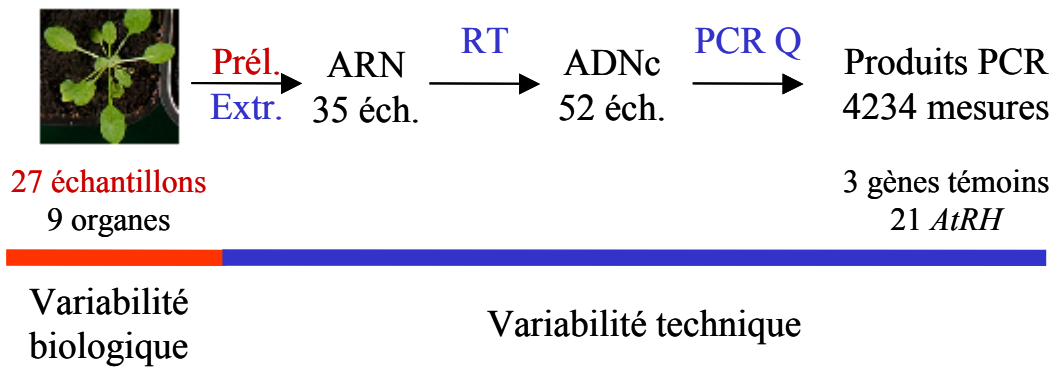 Prél.
Extr.
ARN
35 éch.
RT
ADNc
52 éch.
PCR Q
Produits PCR
4234 mesures
27 échantillons
9 organes
3 gènes témoins
21 AtRH
Variabilité
biologique
Variabilité technique